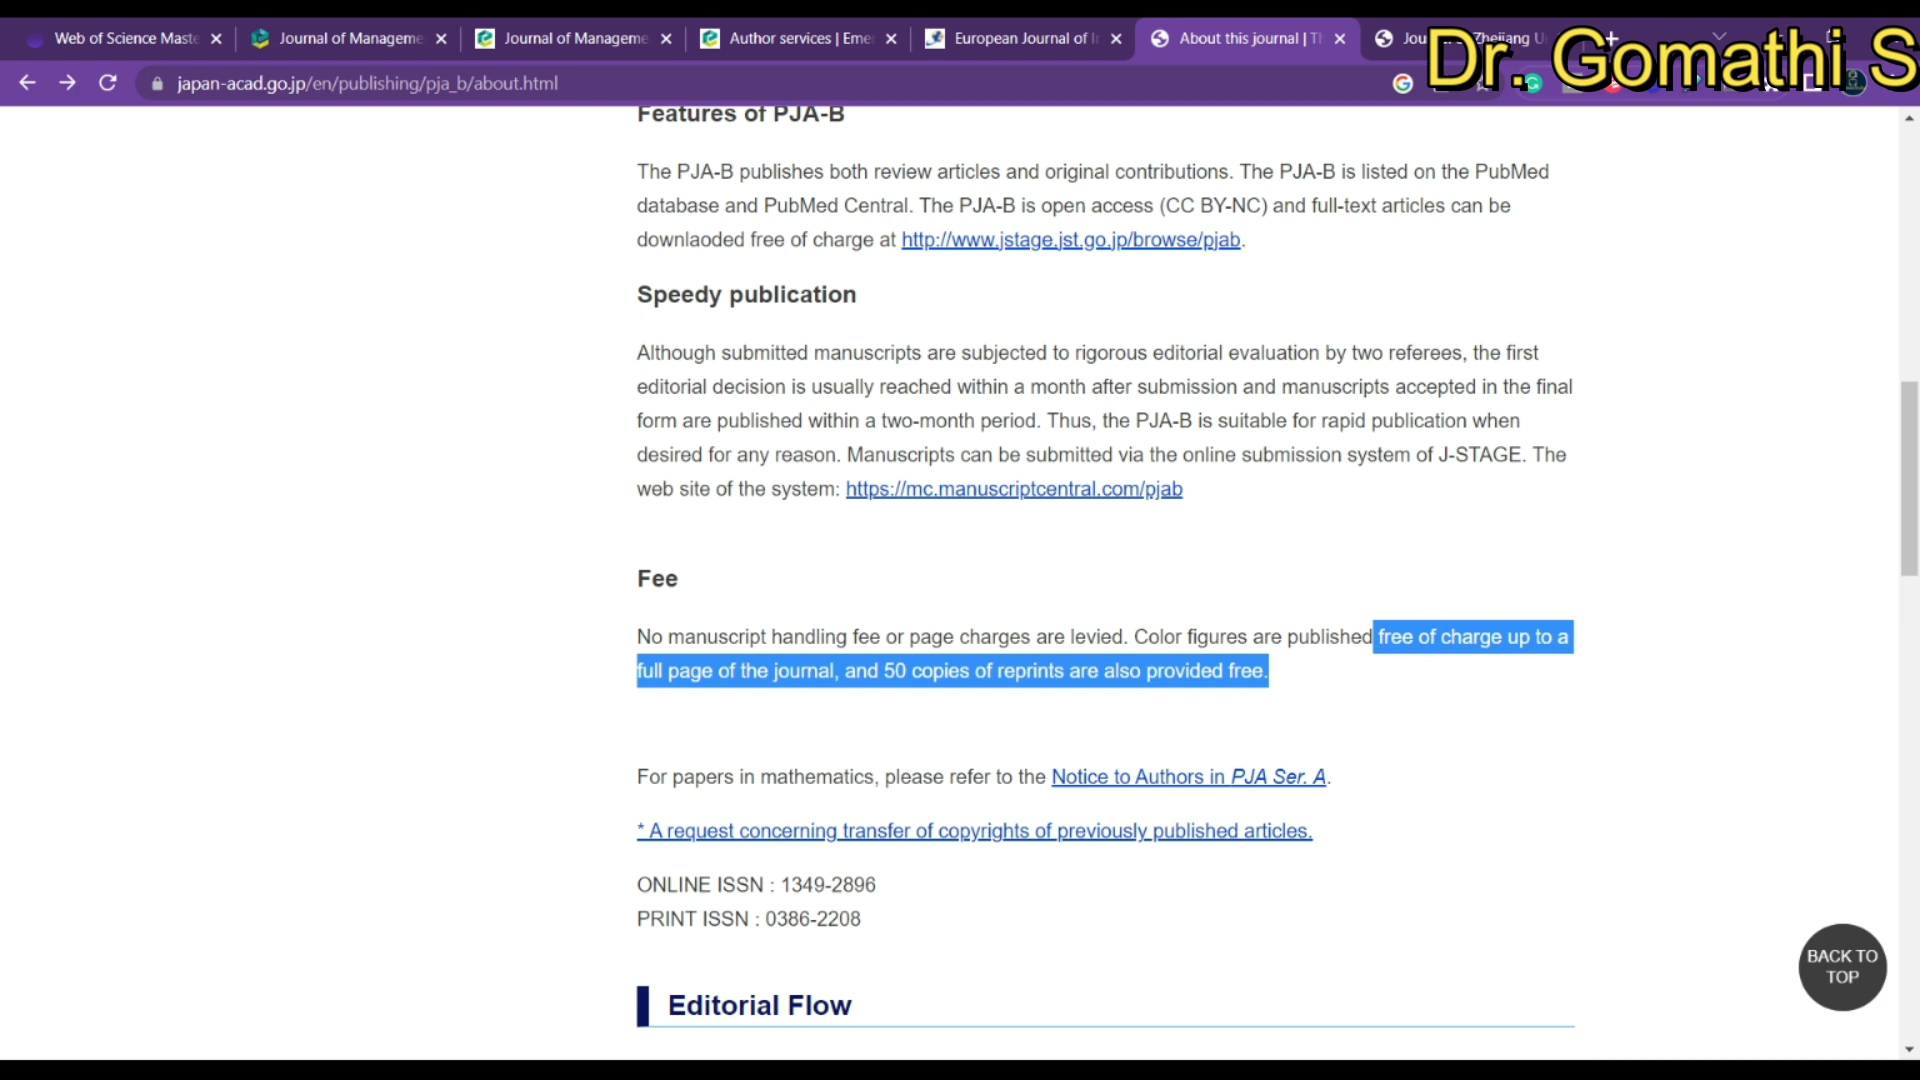 Web of Science Maste
Journal of Manageme
Journal of Manageme
Author services | Eme
European Journal of I
About this journal | Th
Jou
Zhejiang U
Dr. Gomathi S
japan-acad.go.jp/en/publishing/pja_b/about.html
Features of PJA-B
The PJA-B publishes both review articles and original contributions. The PJA-B is listed on the PubMed
database and PubMed Central. The PJA-B is open access (CC BY-NC) and full-text articles can be
downlaoded free of charge at http://www.jstage.jst.go.jp/browse/pjab.
Speedy publication
Although submitted manuscripts are subjected to rigorous editorial evaluation by two referees, the first
editorial decision is usually reached within a month after submission and manuscripts accepted in the final
form are published within a two-month period. Thus, the PJA-B is suitable for rapid publication when
desired for any reason. Manuscripts can be submitted via the online submission system of J-STAGE. The
web site of the system: https://mc.manuscriptcentral.com/pjab
Fee
No manuscript handling fee or page charges are levied. Color figures are published free of charge up to a
full page of the journal, and 50 copies of reprints are also provided free.
For papers in mathematics, please refer to the Notice to Authors in PJA Ser. A.
* A request concerning transfer of copyrights of previously published articles.
ONLINE ISSN : 1349-2896
PRINT ISSN : 0386-2208
BACK TO
TOP
Editorial Flow